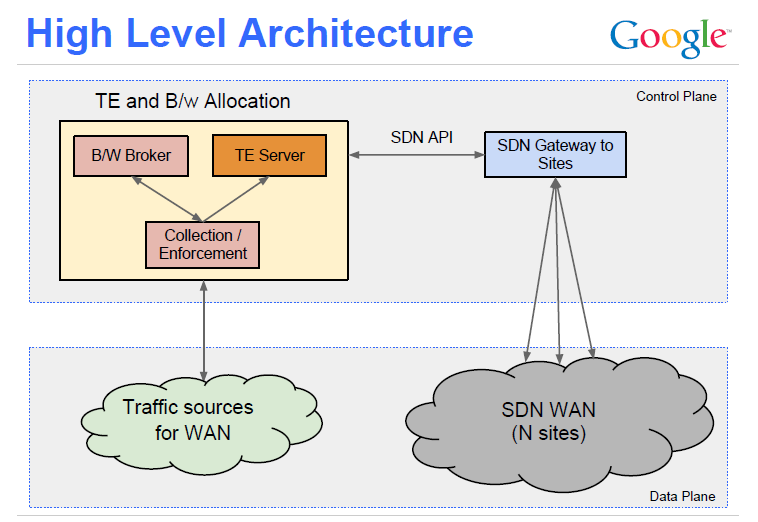 High Level Architecture
Google™
TE and B/w Allocation
Control Plane
B/W Broker
TE Server
Collection /
Enforcement
SDN API
SDN Gateway to
Sites
Traffic sources
for WAN
SDN WAN
(N sites)
Data Plane